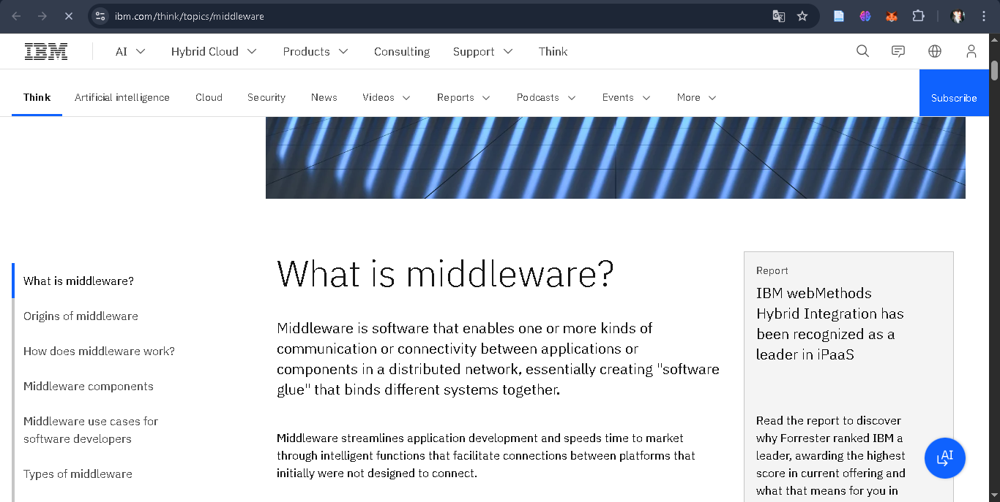 ibm.com/think/topics/middleware
IBM
AI
Hybrid Cloud
Products
Consulting
Support
Think
Think
Artificial intelligence
Cloud
Security
News
Videos
Reports
Podcasts
Events
More
Subscribe
What is middleware?
Origins of middleware
How does middleware work?
Middleware components
Middleware use cases for
software developers
Types of middleware
What is middleware?
Middleware is software that enables one or more kinds of
communication or connectivity between applications or
components in a distributed network, essentially creating "software
glue" that binds different systems together.
Middleware streamlines application development and speeds time to market
through intelligent functions that facilitate connections between platforms that
initially were not designed to connect.
Report
IBM webMethods
Hybrid Integration has
been recognized as a
leader in iPaaS
Read the report to discover
why Forrester ranked IBM a
leader, awarding the highest
score in current offering and
what that means for you in
AI